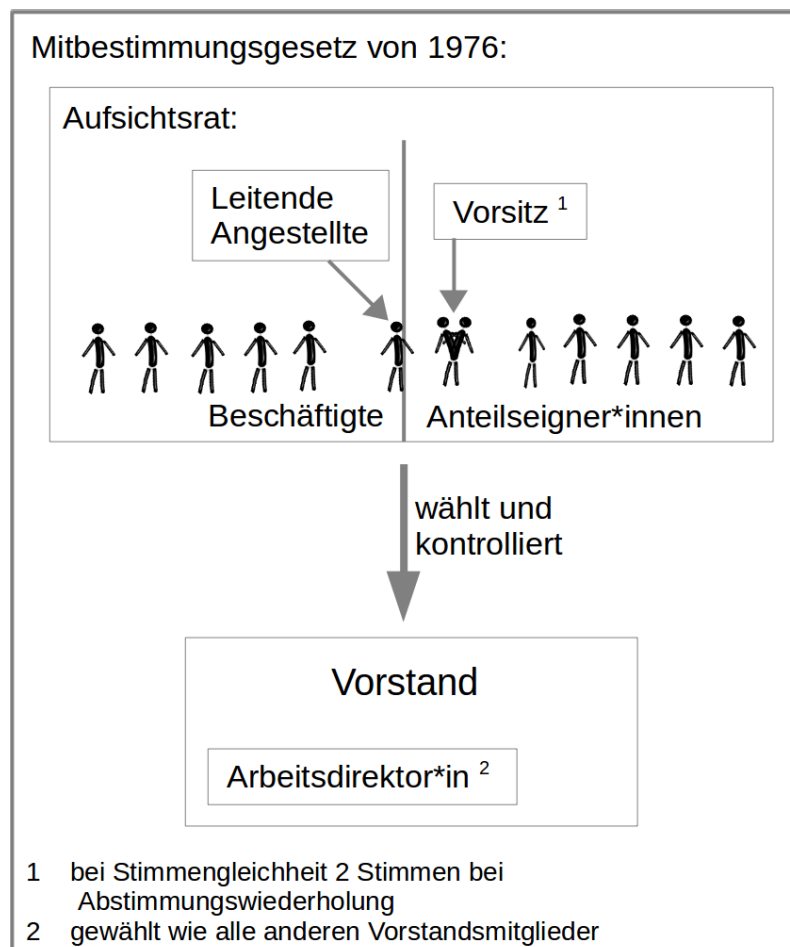 Mitbestimmungsgesetz von 1976:
Aufsichtsrat:
Leitende
Angestellte
Vorsitz 1
Beschäftigte
Anteilseigner*innen
wählt und
kontrolliert
Vorstand
Arbeitsdirektor*in 2
1 bei Stimmengleichheit 2 Stimmen bei
Abstimmungswiederholung
2 gewählt wie alle anderen Vorstandsmitglieder